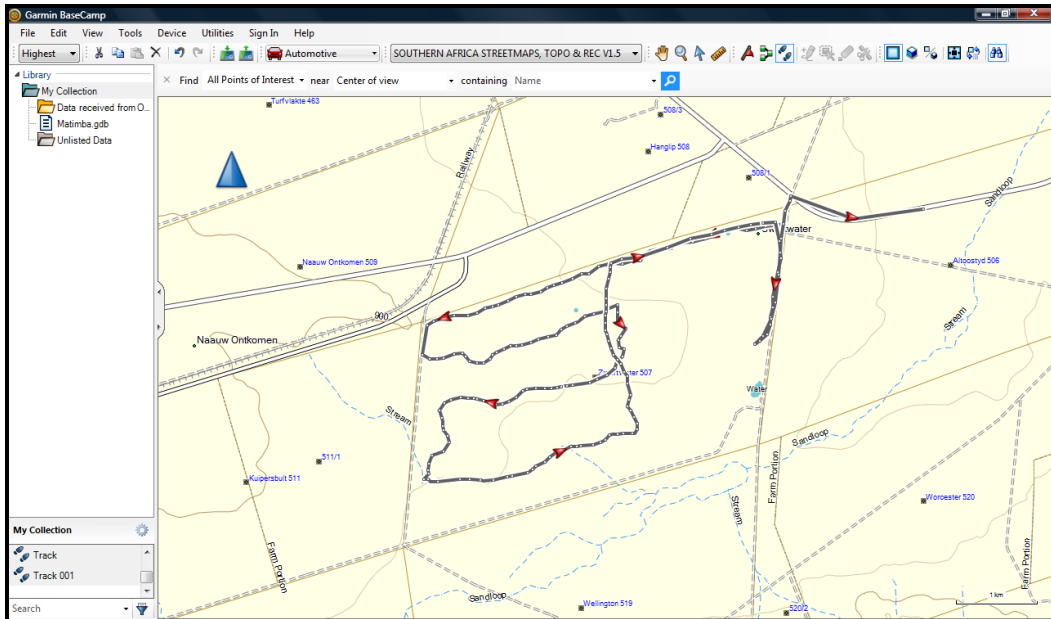 Garmin BaseCamp
File Edit View Tools Device Utilities Sign In Help
Highest Automotive SOUTHERN AFRICA STREETMAPS, TOPO & REC V1.5
Library
My Collection
Data received from O...
Matimba.gdb
Unlisted Data
Find All Points of Interest near Center of view containing Name
Turfvlakte 463
508/3
Hanglip 508
Railway
508/1
Sandloop
water
Naauw Ontkomen 509
Altoostyd 506
900
Stream
Naauw Ontkomen
507
Water
Stream
Sandloop
511/1
Kuipersbult 511
Farm Portion
Stream
Worcester 520
Farm Portion
Farm Portion
Sandloop
Wellington 519
520/2
1 km
My Collection
Track
Track 001
Search